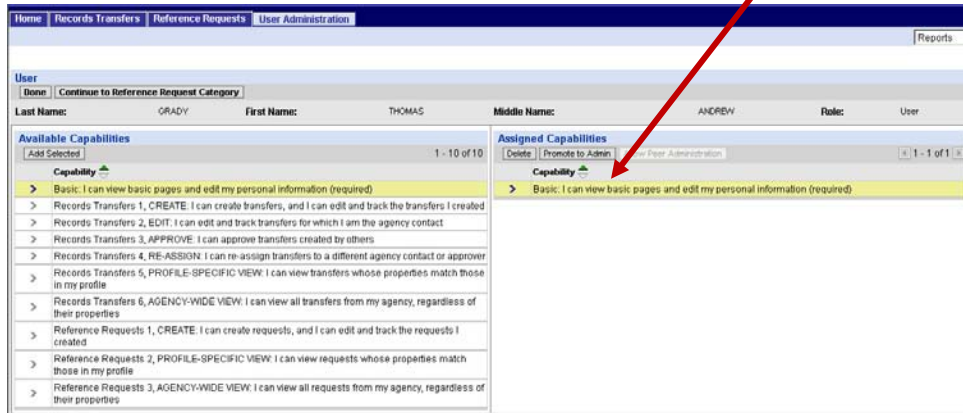 Home Records Transfers Reference Requests User Administration
Reports
User
Done Continue to Reference Request Category
Last Name: GRADY First Name: THOMAS Middle Name: ANDREW Role: User
Available Capabilities
Add Selected 1 - 10 of 10
Capability
Basic: I can view basic pages and edit my personal information (required)
Records Transfers 1, CREATE: I can create transfers, and I can edit and track the transfers I created
Records Transfers 2, EDIT: I can edit and track transfers for which I am the agency contact
Records Transfers 3, APPROVE: I can approve transfers created by others
Records Transfers 4, RE-ASSIGN: I can re-assign transfers to a different agency contact or approver
Records Transfers 5, PROFILE-SPECIFIC VIEW: I can view transfers whose properties match those
in my profile
Records Transfers 6, AGENCY-WIDE VIEW: I can view all transfers from my agency, regardless of
their properties
Reference Requests 1, CREATE: I can create requests, and I can edit and track the requests I
created
Reference Requests 2, PROFILE-SPECIFIC VIEW: I can view requests whose properties match
those in my profile
Reference Requests 3, AGENCY-WIDE VIEW: I can view all requests from my agency, regardless of
their properties
Assigned Capabilities
Delete Promote to Admin Peer Administration 1 - 1 of 1
Capability
Basic: I can view basic pages and edit my personal information (required)